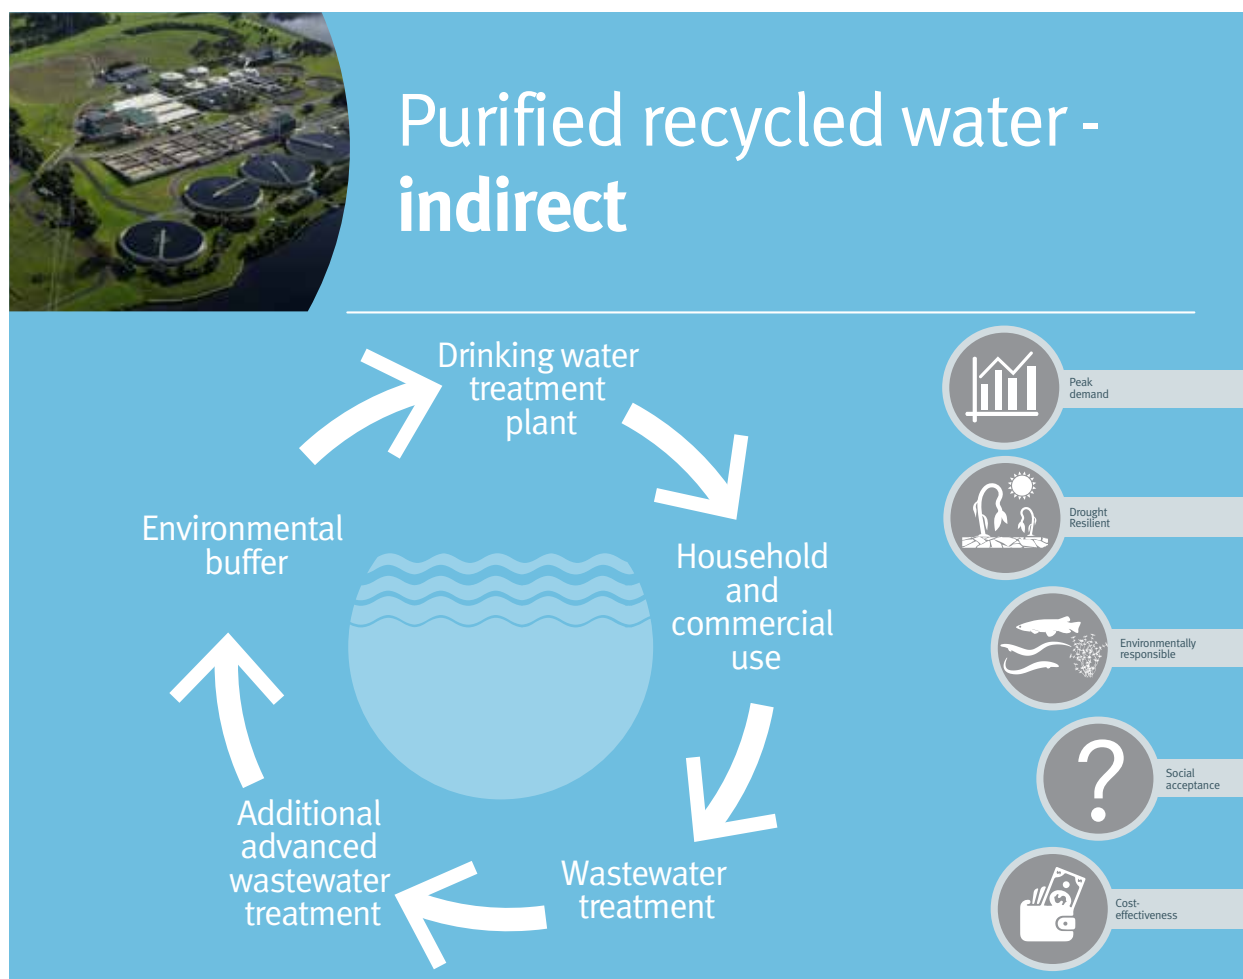 Purified recycled water -
indirect
Drinking water
treatment
plant
Household
and
commercial
use
Wastewater
treatment
Additional
advanced
wastewater
treatment
Environmental
buffer
Peak
demand
Drought
Resilient
Environmentally
responsible
?
Social
acceptance
Cost-
effectiveness